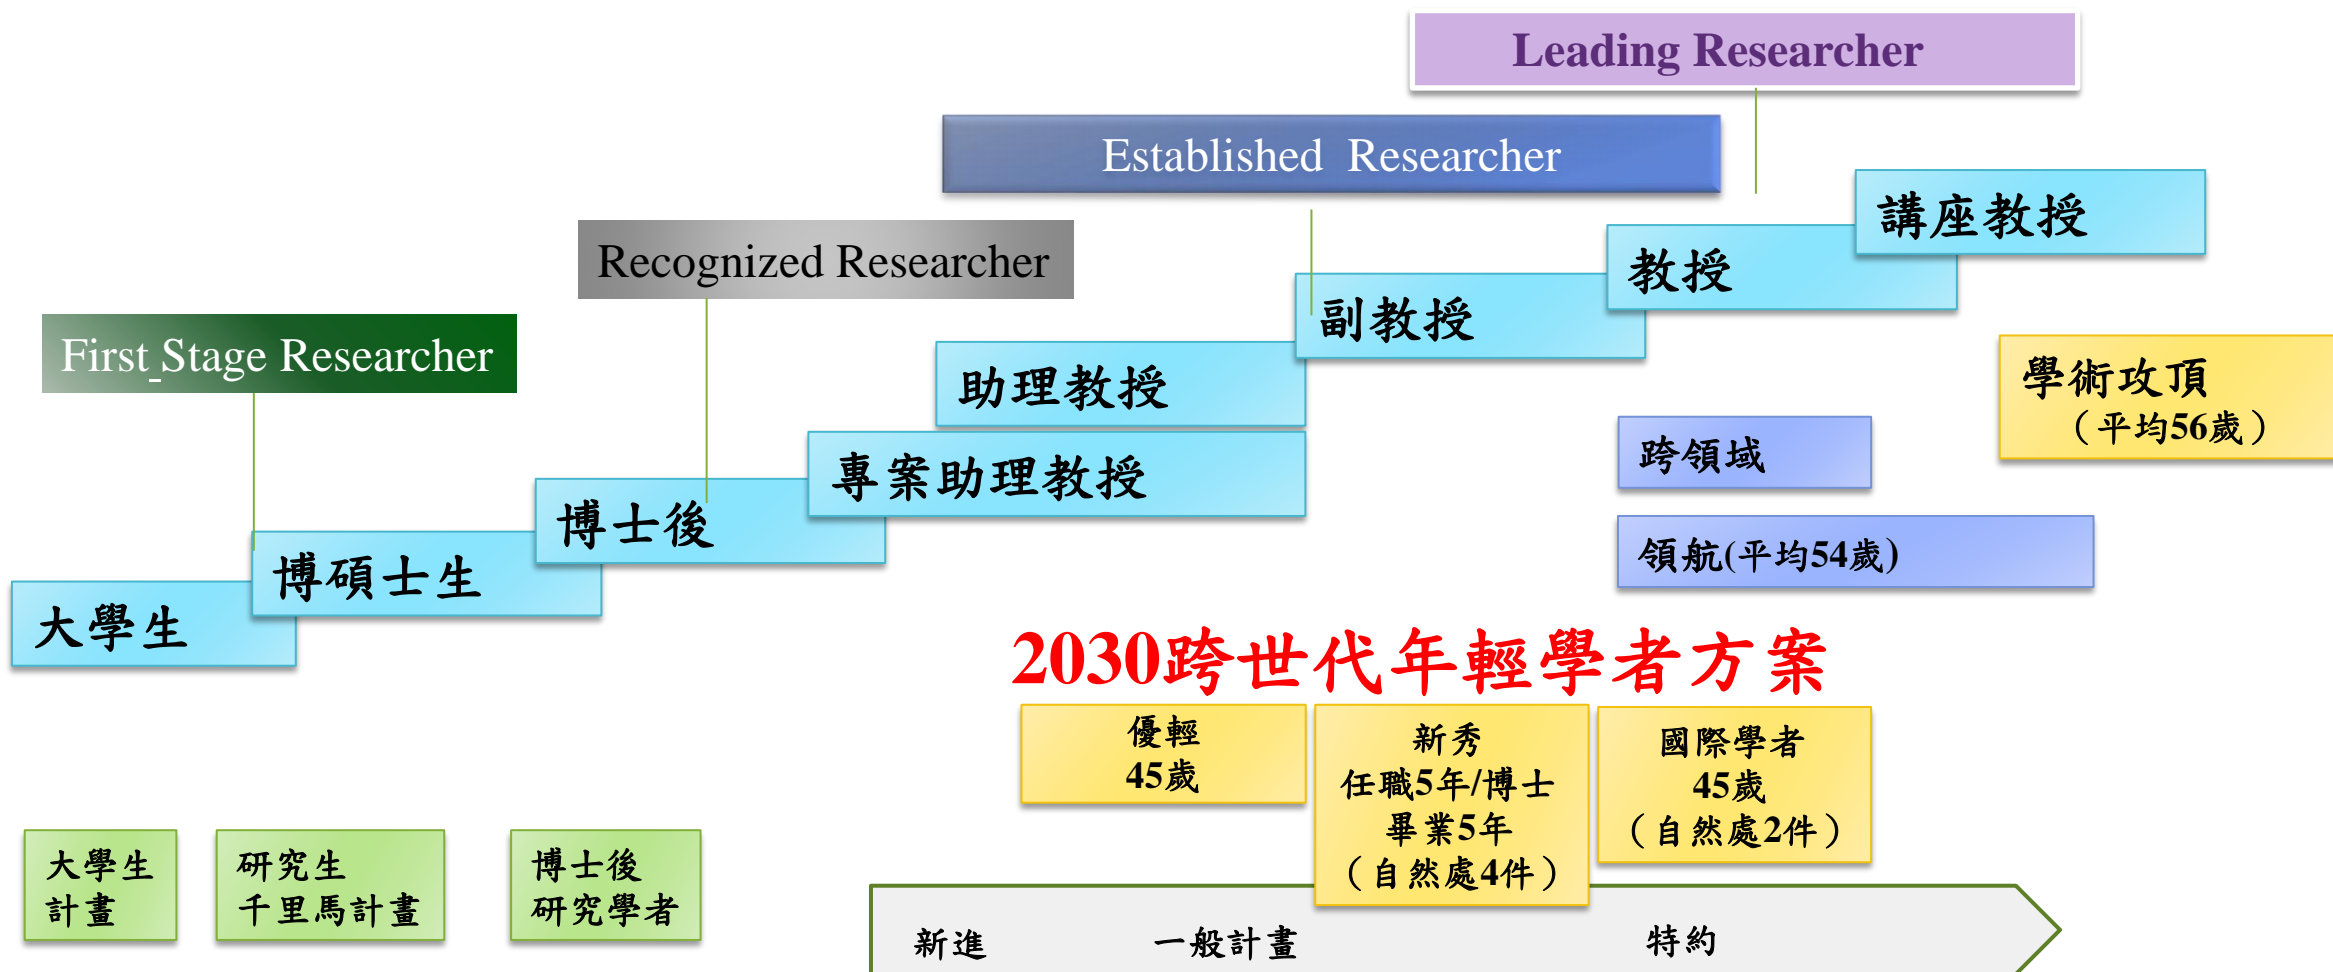 Leading Researcher
Established Researcher
Recognized Researcher
First Stage Researcher
講座教授
教授
副教授
助理教授
專案助理教授
博士後
博碩士生
大學生
學術攻頂
（平均56歲）
跨領域
領航(平均54歲)
2030跨世代年輕學者方案
優輕
45歲
新秀
任職5年/博士
畢業5年
（自然處4件）
國際學者
45歲
（自然處2件）
大學生
計畫
研究生
千里馬計畫
博士後
研究學者
新進
一般計畫
特約